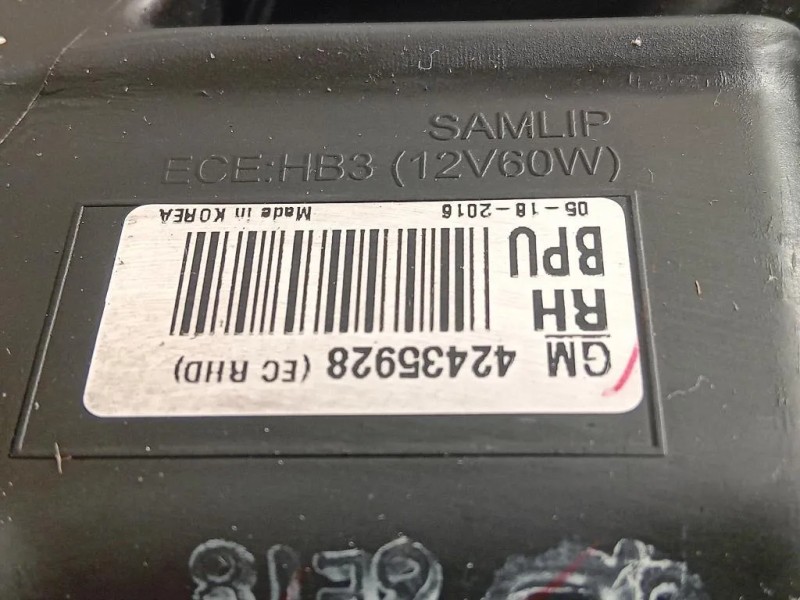 SAMLIP
ECE:HB3 (12V60W)
GM 42435928 (EC RHD)
RH
BPU
05-18-2016 Made in KOREA